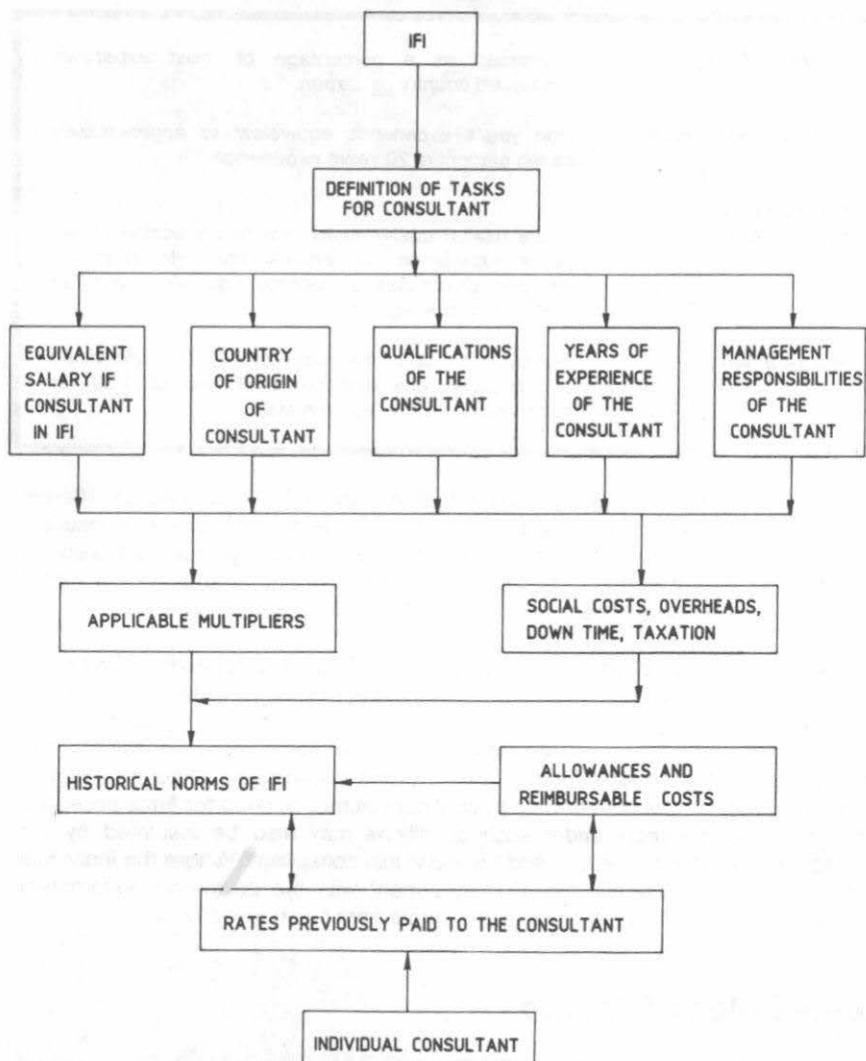 IFI
DEFINITION OF TASKS
FOR CONSULTANT
EQUIVALENT
SALARY IF
CONSULTANT
IN IFI
COUNTRY
OF ORIGIN
OF
CONSULTANT
QUALIFICATIONS
OF THE
CONSULTANT
YEARS OF
EXPERIENCE
OF THE
CONSULTANT
MANAGEMENT
RESPONSIBILITIES
OF THE
CONSULTANT
APPLICABLE MULTIPLIERS
SOCIAL COSTS, OVERHEADS,
DOWN TIME, TAXATION
HISTORICAL NORMS OF IFI
ALLOWANCES AND
REIMBURSABLE COSTS
RATES PREVIOUSLY PAID TO THE CONSULTANT
INDIVIDUAL CONSULTANT